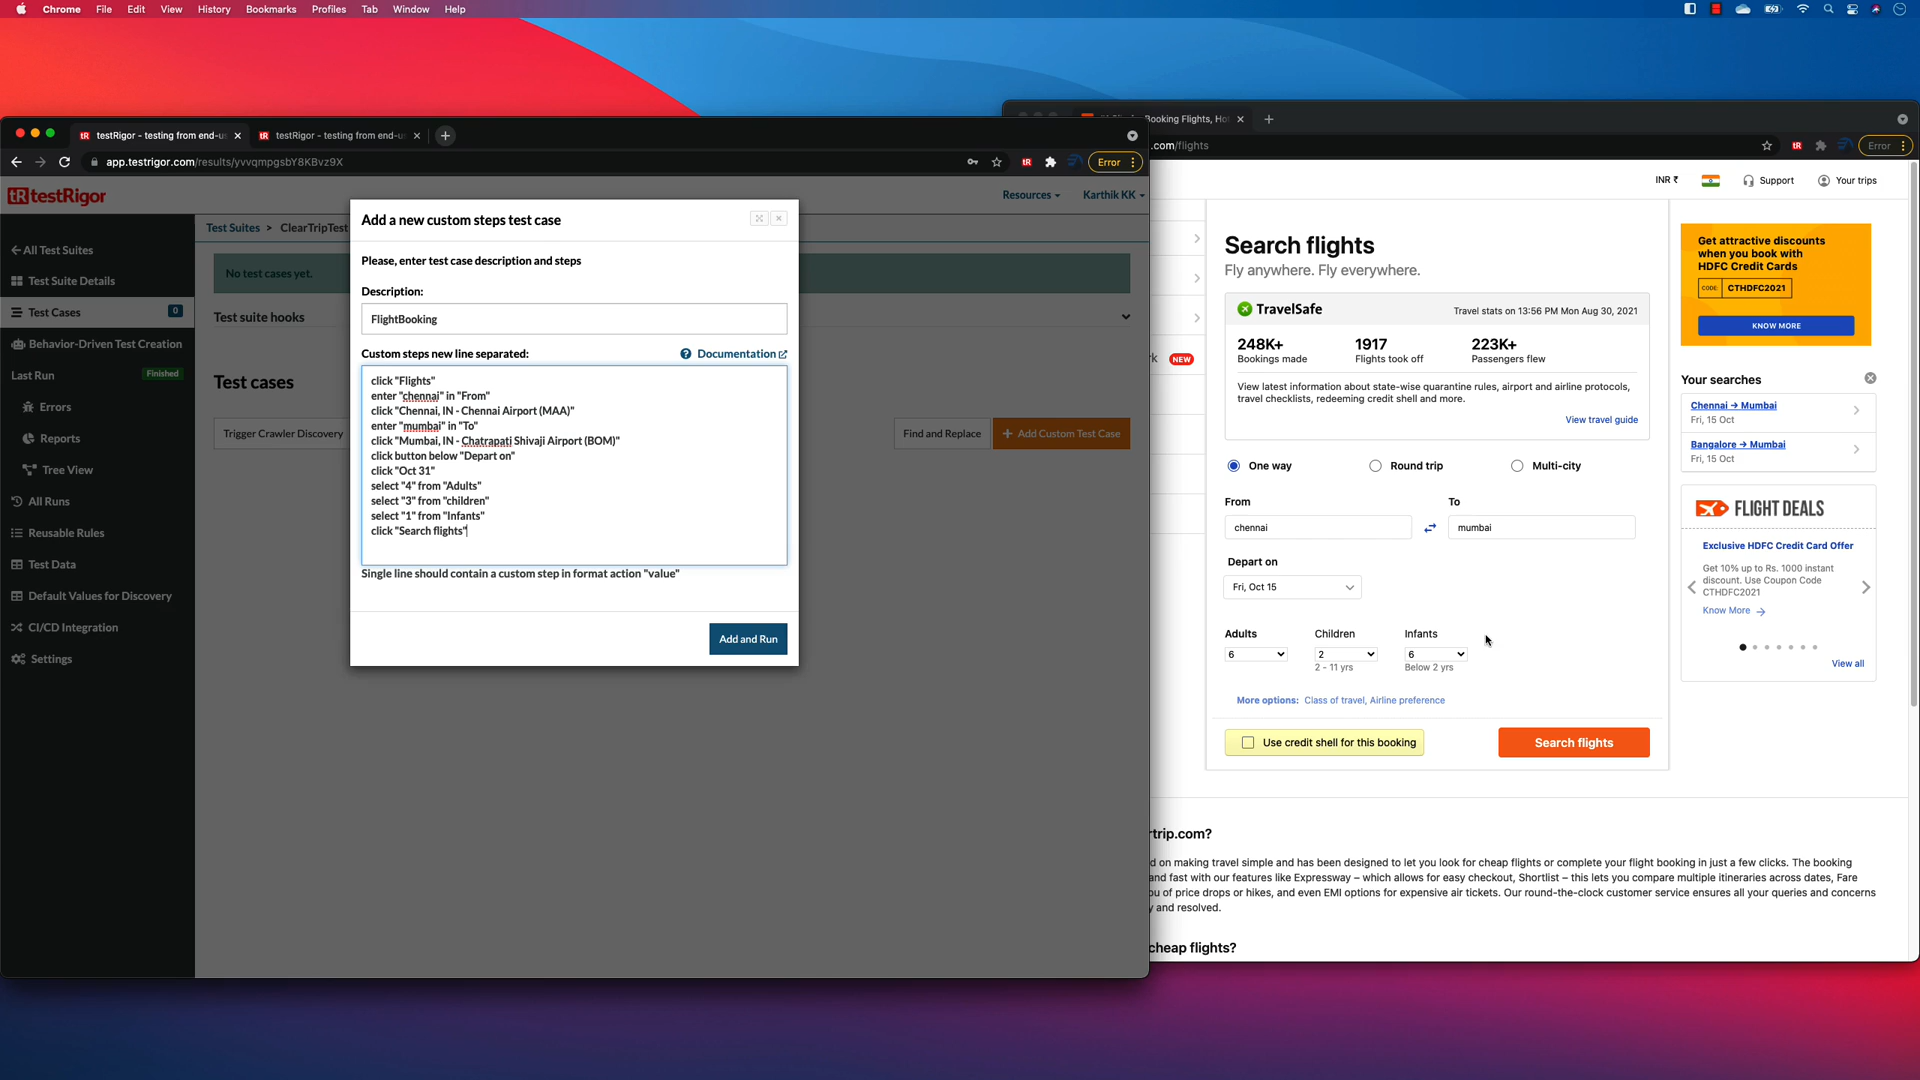 Chrome File Edit View History Bookmarks Profiles Tab Window Help
testRigor - testing from end-us
testRigor - testing from end-us
app.testrigor.com/results/yvvqmpgsbY8KBvz9X
Error
tR testRigor
Resources
Karthik KK
All Test Suites
Test Suite Details
Test Cases 0
Behavior-Driven Test Creation
Last Run Finished
Errors
Reports
Tree View
All Runs
Reusable Rules
Test Data
Default Values for Discovery
CI/CD Integration
Settings
Test Suites > ClearTripTest
No test cases yet.
Test suite hooks
Test cases
Trigger Crawler Discovery
Find and Replace
+ Add Custom Test Case
Add a new custom steps test case
Please, enter test case description and steps
Description:
FlightBooking
Custom steps new line separated:
Documentation
click "Flights"
enter "chennai" in "From"
click "Chennai, IN - Chennai Airport (MAA)"
enter "mumbai" in "To"
click "Mumbai, IN - Chatrapati Shivaji Airport (BOM)"
click button below "Depart on"
click "Oct 31"
select "4" from "Adults"
select "3" from "children"
select "1" from "Infants"
click "Search flights"
Single line should contain a custom step in format action "value"
Add and Run
Booking Flights, Ho
.com/flights
Error
INR ₹
Support
Your trips
NEW
Search flights
Fly anywhere. Fly everywhere.
TravelSafe
Travel stats on 13:56 PM Mon Aug 30, 2021
248K+ 1917 223K+
Bookings made Flights took off Passengers flew
View latest information about state-wise quarantine rules, airport and airline protocols,
travel checklists, redeeming credit shell and more.
View travel guide
One way Round trip Multi-city
From To
chennai mumbai
Depart on
Fri, Oct 15
Adults Children Infants
6 2 6
2 - 11 yrs Below 2 yrs
More options: Class of travel, Airline preference
Use credit shell for this booking
Search flights
Get attractive discounts
when you book with
HDFC Credit Cards
CODE: CTHDFC2021
KNOW MORE
Your searches
Chennai → Mumbai
Fri, 15 Oct
Bangalore → Mumbai
Fri, 15 Oct
FLIGHT DEALS
Exclusive HDFC Credit Card Offer
Get 10% up to Rs. 1000 instant
discount. Use Coupon Code
CTHDFC2021
Know More
View all
rtrip.com?
d on making travel simple and has been designed to let you look for cheap flights or complete your flight booking in just a few clicks. The booking
and fast with our features like Expressway – which allows for easy checkout, Shortlist – this lets you compare multiple itineraries across dates, Fare
ou of price drops or hikes, and even EMI options for expensive air tickets. Our round-the-clock customer service ensures all your queries and concerns
y and resolved.
cheap flights?